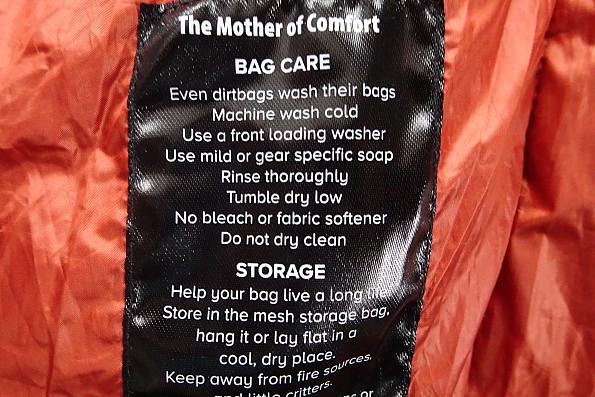 The Mother of Comfort
BAG CARE
Even dirtbags wash their bags
Machine wash cold
Use a front loading washer
Use mild or gear specific soap
Rinse thoroughly
Tumble dry low
No bleach or fabric softener
Do not dry clean
STORAGE
Help your bag live a long life.
Store in the mesh storage bag,
hang it or lay flat in a
cool, dry place.
Keep away from fire sources,
and little critters.
or